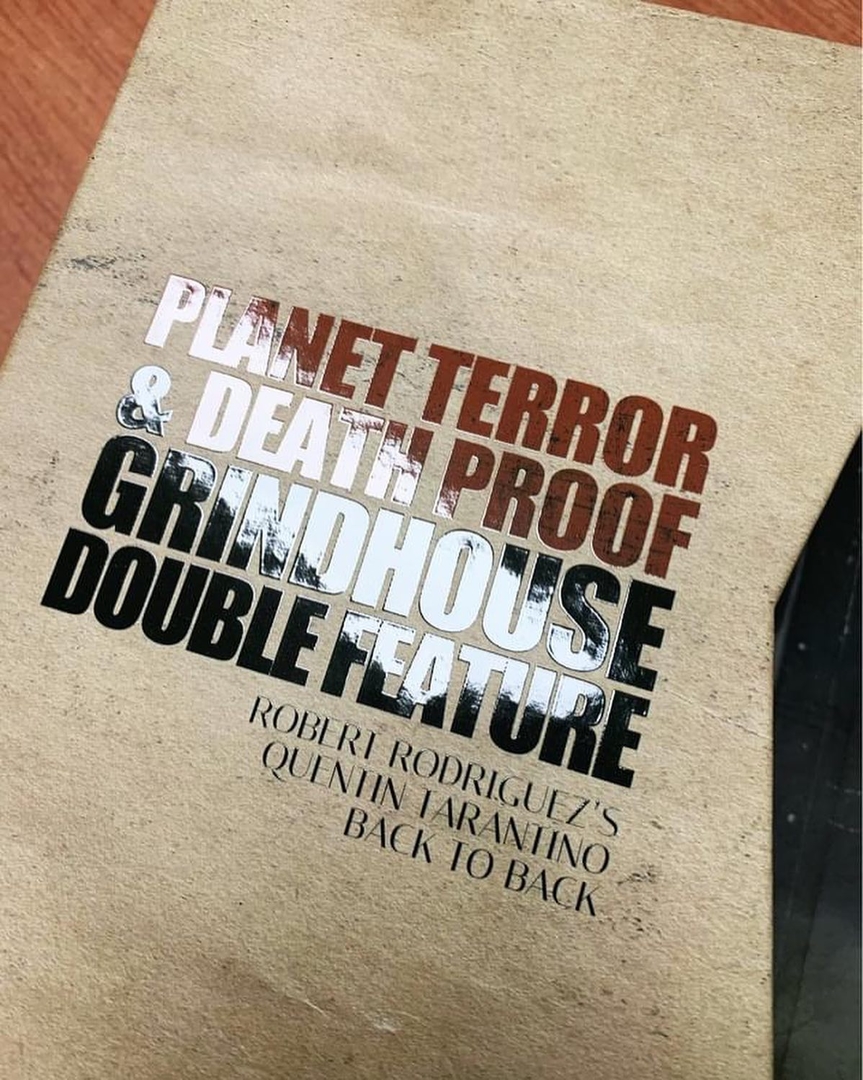 PLANET TERROR
& DEATH PROOF
GRINDHOUSE
DOUBLE FEATURE
ROBERT RODRIGUEZ'S
QUENTIN TARANTINO
BACK TO BACK